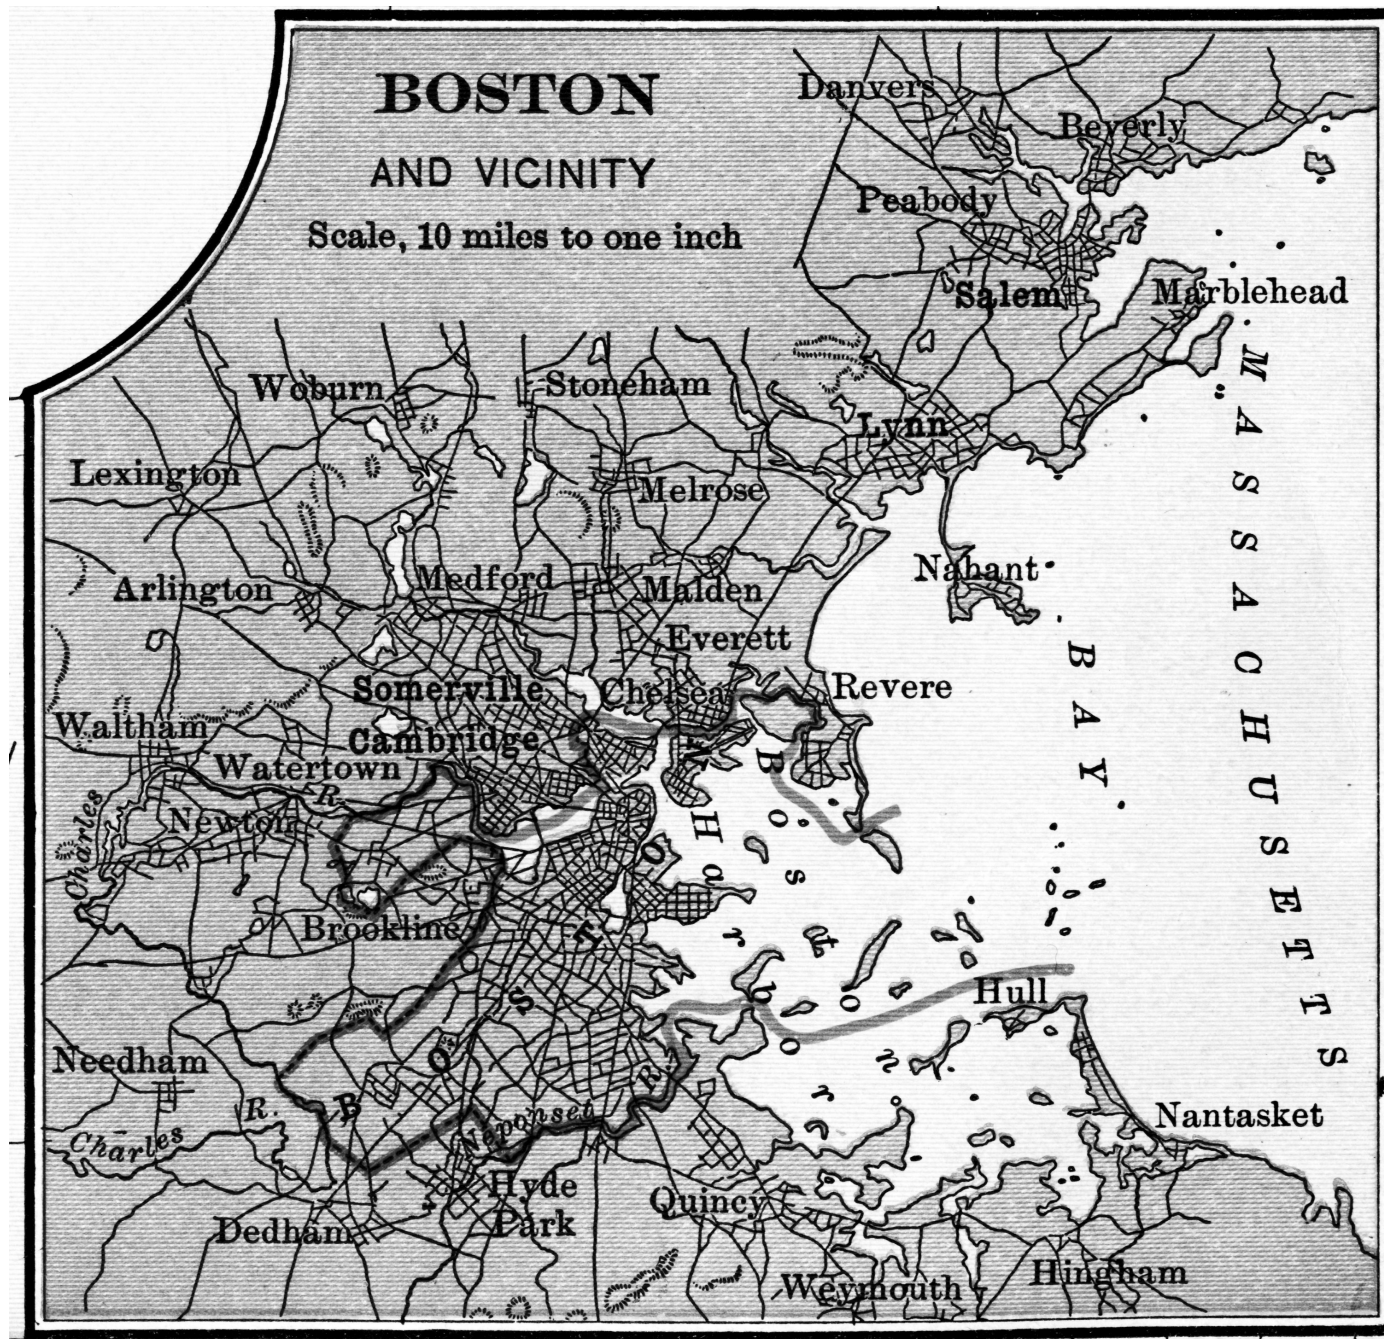 BOSTON
AND VICINITY
Scale, 10 miles to one inch
Danvers
Beverly
Peabody
Salem
Marblehead
Woburn
Stoneham
Lynn
Lexington
Melrose
Nahant
Arlington
Medford
Malden
Everett
Somerville
Chelsea
Revere
Waltham
Cambridge
Watertown
R.
Newton
Charles
Brookline
BOSTON
Boston
Harbor
MASSACHUSETTS
BAY
Hull
Needham
R.
Charles
Neponset
R.
Nantasket
Hyde
Park
Dedham
Quincy
Weymouth
Hingham